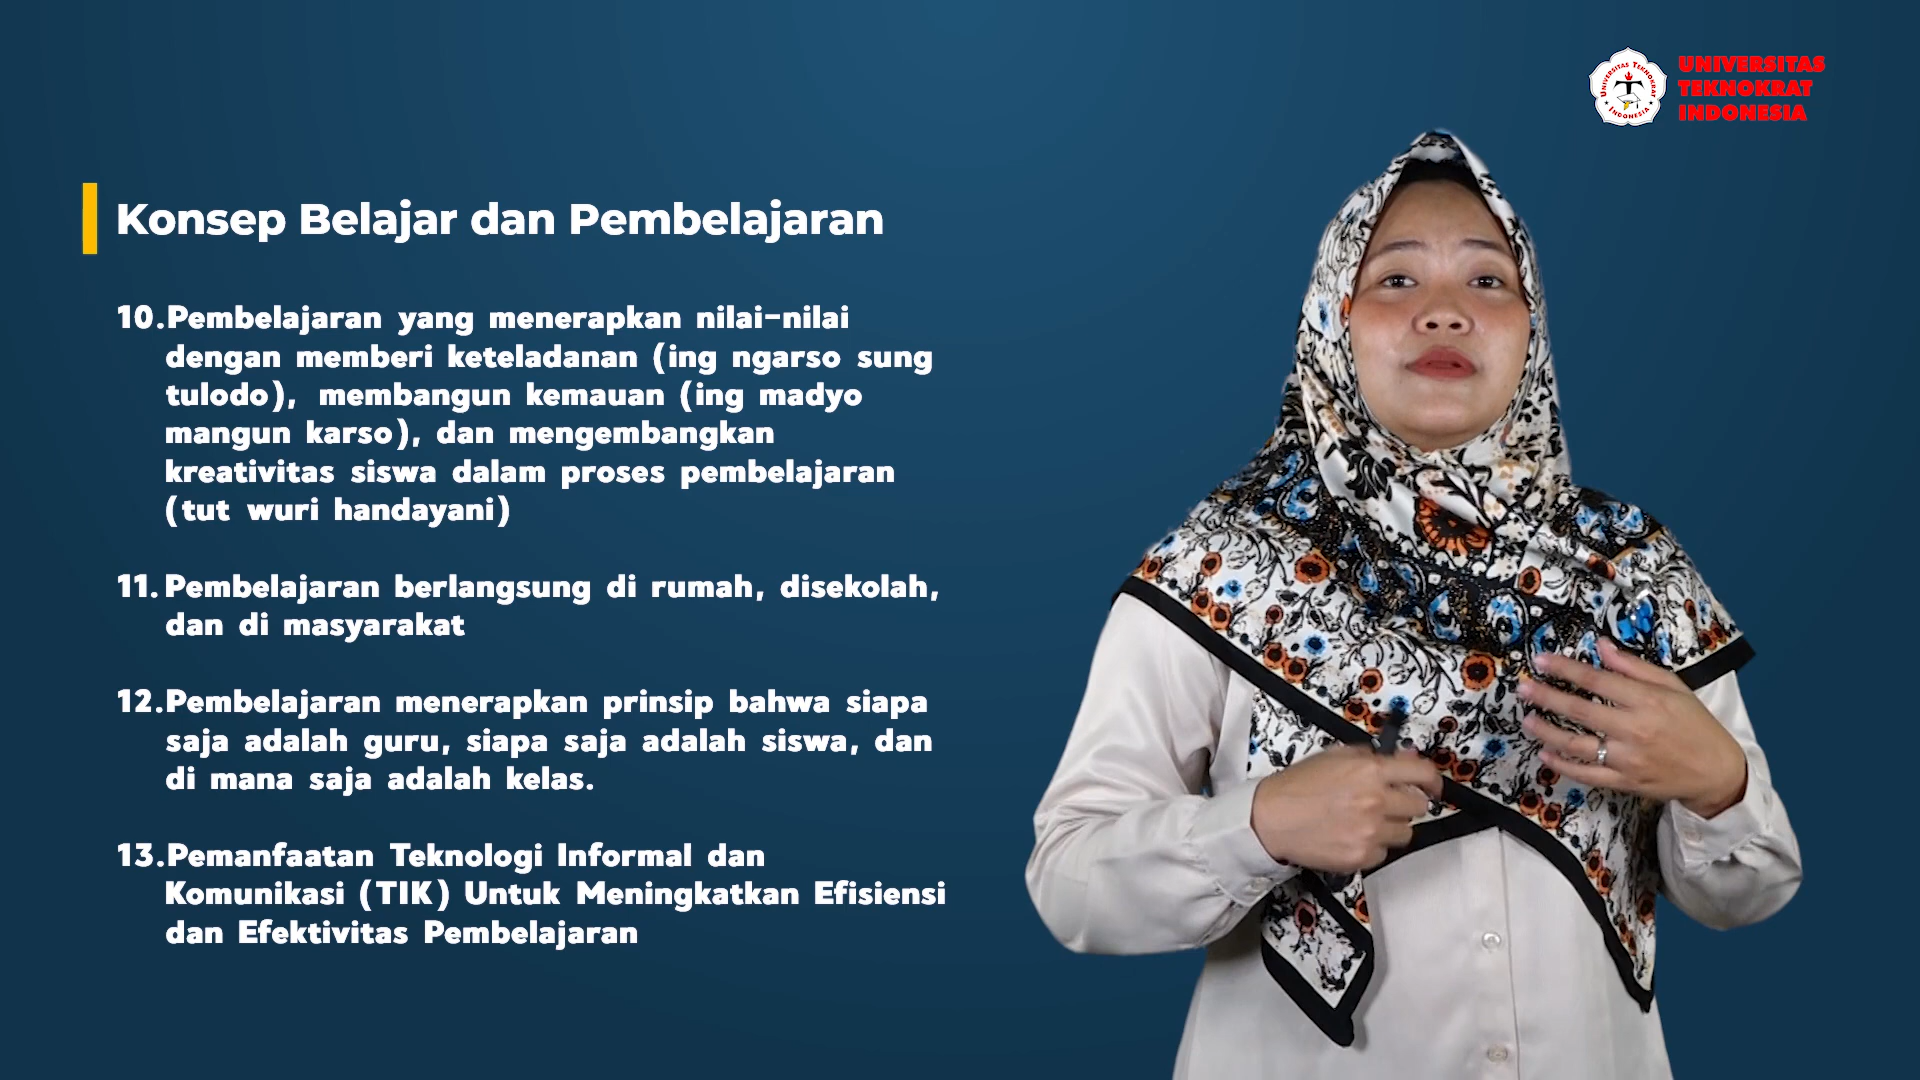 UNIVERSITAS TEKNOKRAT
INDONESIA
UNIVERSITAS
TEKNOKRAT
INDONESIA
Konsep Belajar dan Pembelajaran
10.Pembelajaran yang menerapkan nilai-nilai
dengan memberi keteladanan (ing ngarso sung
tulodo), membangun kemauan (ing madyo
mangun karso), dan mengembangkan
kreativitas siswa dalam proses pembelajaran
(tut wuri handayani)
11. Pembelajaran berlangsung di rumah, disekolah,
dan di masyarakat
12.Pembelajaran menerapkan prinsip bahwa siapa
saja adalah guru, siapa saja adalah siswa, dan
di mana saja adalah kelas.
13.Pemanfaatan Teknologi Informal dan
Komunikasi (TIK) Untuk Meningkatkan Efisiensi
dan Efektivitas Pembelajaran